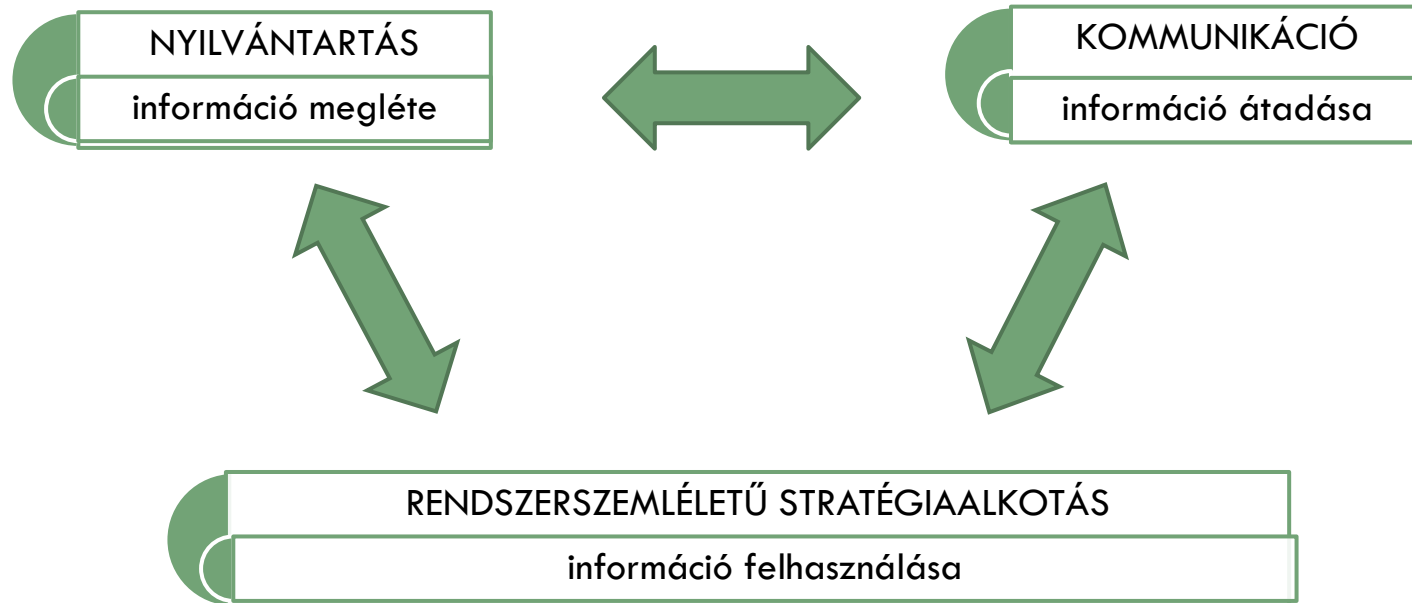 NYILVÁNTARTÁS
információ megléte
KOMMUNIKÁCIÓ
információ átadása
RENDSZERSZEMLÉLETŰ STRATÉGIAALKOTÁS
információ felhasználása